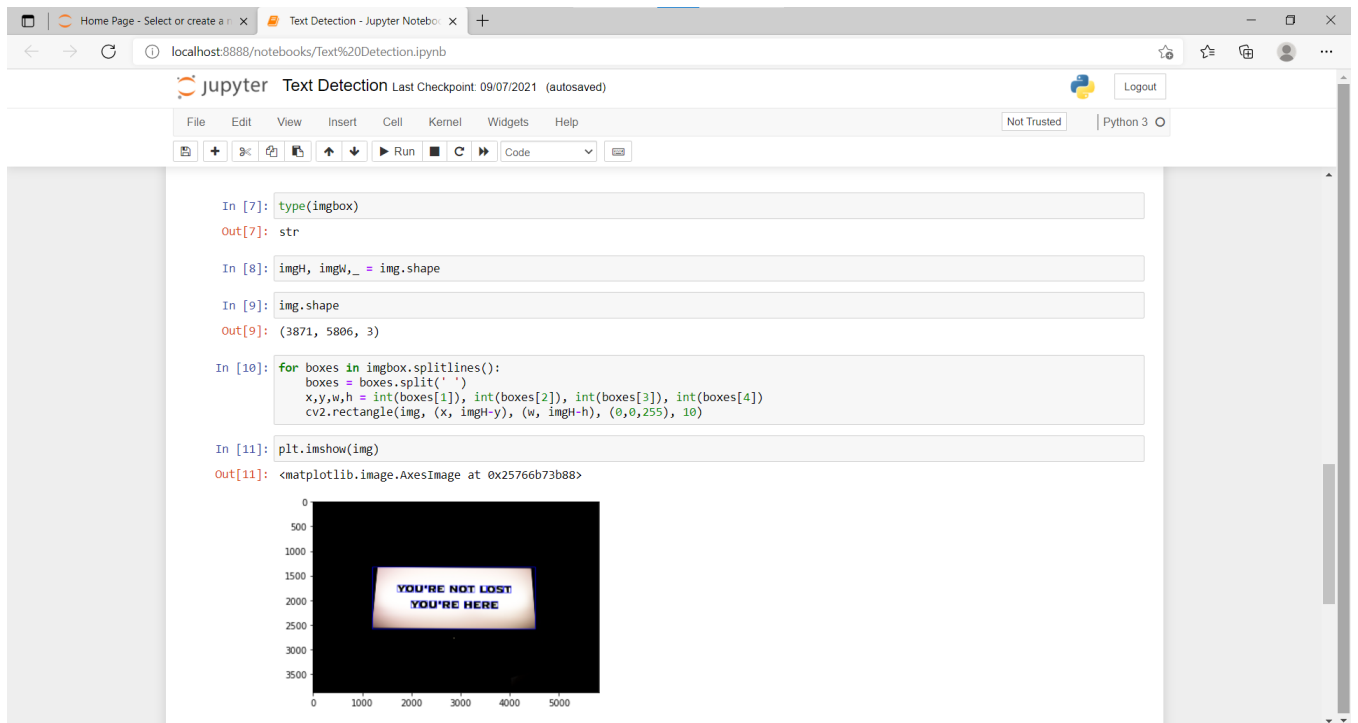 Home Page - Select or create a n
Text Detection - Jupyter Noteboo
localhost:8888/notebooks/Text%20Detection.ipynb
jupyter Text Detection Last Checkpoint: 09/07/2021 (autosaved)
Logout
File Edit View Insert Cell Kernel Widgets Help
Not Trusted
Python 3
Run
Code
In [7]: type(imgbox)
Out[7]: str
In [8]: imgH, imgW,_ = img.shape
In [9]: img.shape
Out[9]: (3871, 5806, 3)
In [10]: for boxes in imgbox.splitlines():
boxes = boxes.split(' ')
x,y,w,h = int(boxes[1]), int(boxes[2]), int(boxes[3]), int(boxes[4])
cv2.rectangle(img, (x, imgH-y), (w, imgH-h), (0,0,255), 10)
In [11]: plt.imshow(img)
Out[11]: <matplotlib.image.AxesImage at 0x25766b73b88>
0
500
1000
1500
2000
2500
3000
3500
YOU'RE NOT LOST
YOU'RE HERE
0 1000 2000 3000 4000 5000